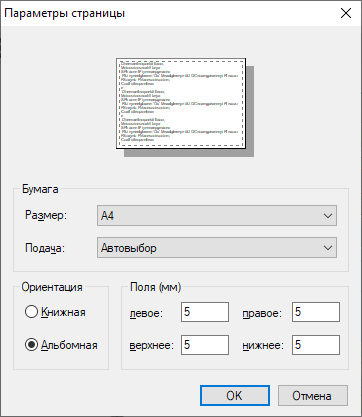 Параметры страницы
Бумага
Размер:
A4
Подача:
Автовыбор
Ориентация
Книжная
Альбомная
Поля (мм)
левое: 5 правое: 5
верхнее: 5 нижнее: 5
OK Отмена